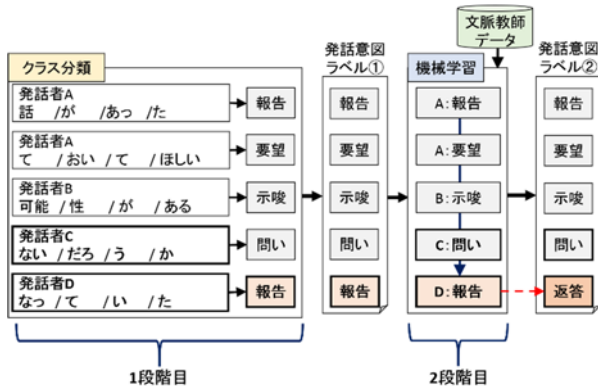 文脈教師
データ
クラス分類
発話意図
ラベル①
機械学習
発話意図
ラベル②
発話者A
話 /が /あっ /た
報告
報告
A:報告
報告
発話者A
て /おい /て /ほしい
要望
要望
A:要望
要望
発話者B
可能 /性 /が /ある
示唆
示唆
B:示唆
示唆
発話者C
ない /だろ /う /か
問い
問い
C:問い
問い
発話者D
なっ /て /い /た
報告
報告
D:報告
返答
1段階目
2段階目